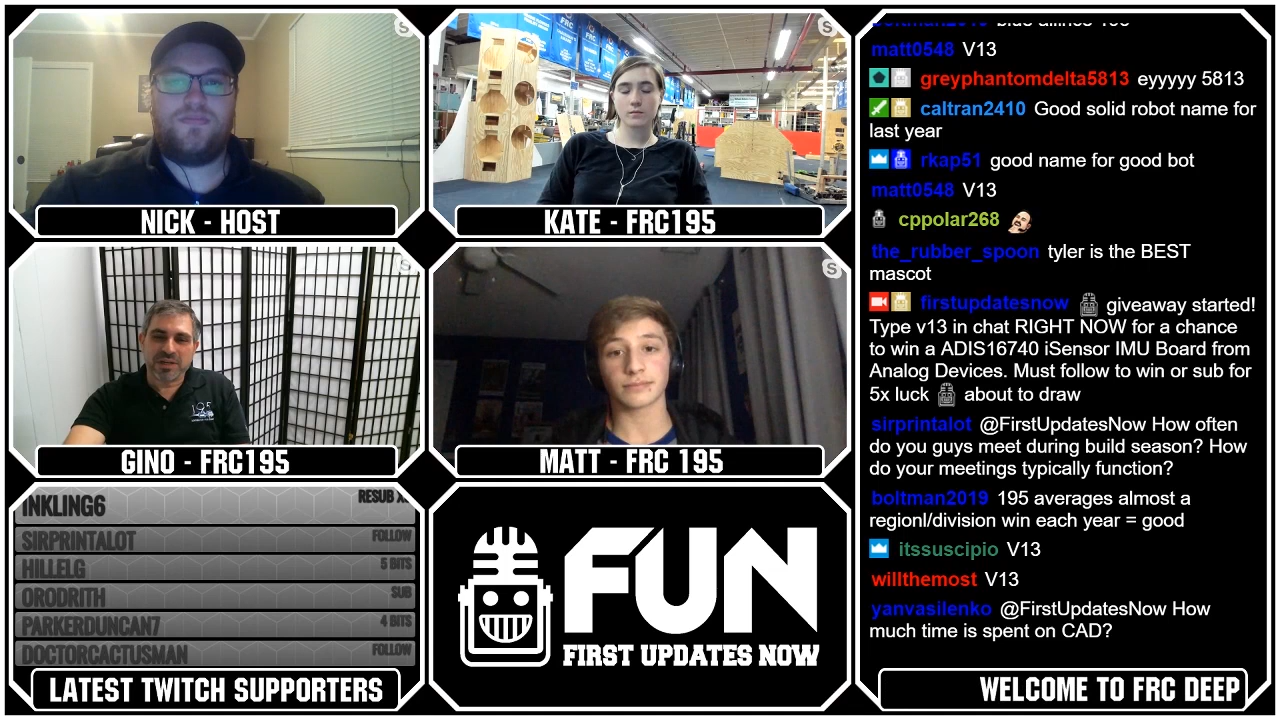 NICK - HOST
FRC
KATE - FRC195
195
GINO - FRC195
MATT - FRC 195
INKLING6 RESUB
SIRPRINTALOT FOLLOW
HILLELG 5 BITS
ORODRITH SUB
PARKERDUNCAN7 4 BITS
DOCTORCACTUSMAN FOLLOW
LATEST TWITCH SUPPORTERS
FUN
FIRST UPDATES NOW
matt0548 V13
greyphantomdelta5813 eyyyyy 5813
caltran2410 Good solid robot name for
last year
rkap51 good name for good bot
matt0548 V13
cppolar268
the_rubber_spoon tyler is the BEST
mascot
firstupdatesnow giveaway started!
Type v13 in chat RIGHT NOW for a chance
to win a ADIS16740 iSensor IMU Board from
Analog Devices. Must follow to win or sub for
5x luck about to draw
sirprintalot @FirstUpdatesNow How often
do you guys meet during build season? How
do your meetings typically function?
boltman2019 195 averages almost a
regionl/division win each year = good
itssuscipio V13
willthemost V13
yanvasilenko @FirstUpdatesNow How
much time is spent on CAD?
WELCOME TO FRC DEEP